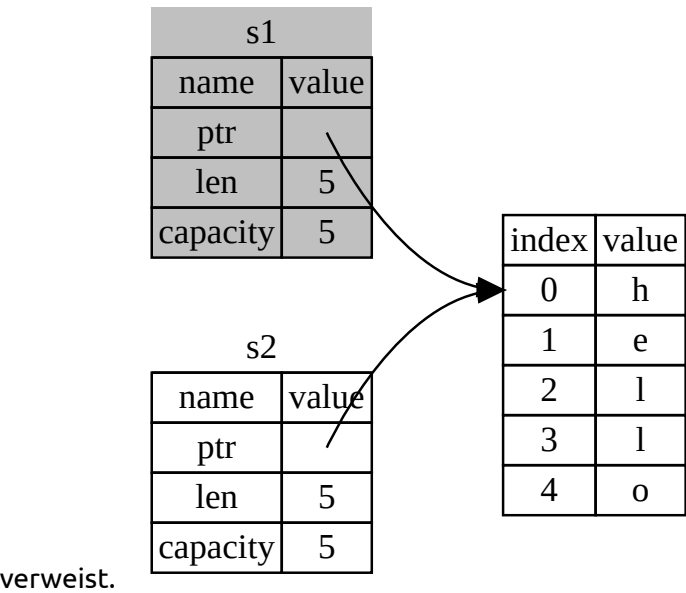 s1
name value
ptr
len 5
capacity 5
s2
name value
ptr
len 5
capacity 5
index value
0 h
1 e
2 l
3 l
4 o
verweist.